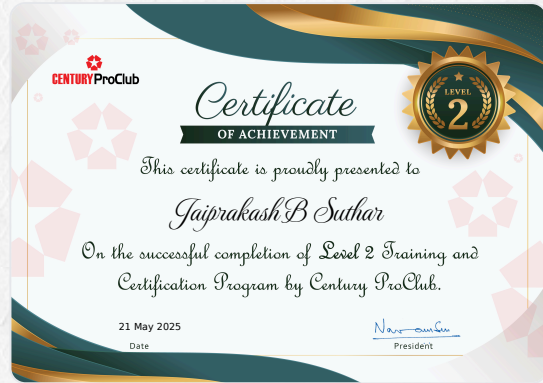 CENTURY ProClub
Certificate
OF ACHIEVEMENT
LEVEL
2
This certificate is proudly presented to
Jaiprakash B Suthar
On the successful completion of Level 2 Training and
Certification Program by Century ProClub.
21 May 2025
Date
President